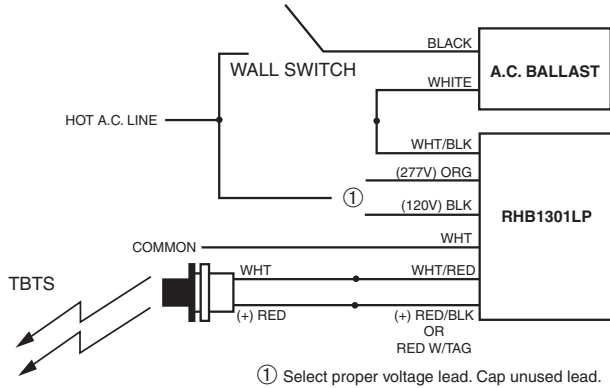 BLACK
A.C. BALLAST
WALL SWITCH
WHITE
HOT A.C. LINE
WHT/BLK
(277V) ORG
①
(120V) BLK
RHB1301LP
WHT
COMMON
TBTS
WHT
WHT/RED
(+) RED
(+) RED/BLK
OR
RED W/TAG
① Select proper voltage lead. Cap unused lead.